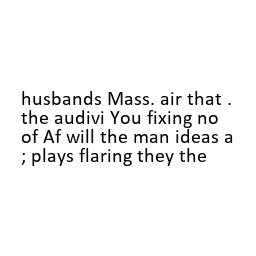 husbands Mass. air that .
the audivi You fixing no
of Af will the man ideas a
; plays flaring they the